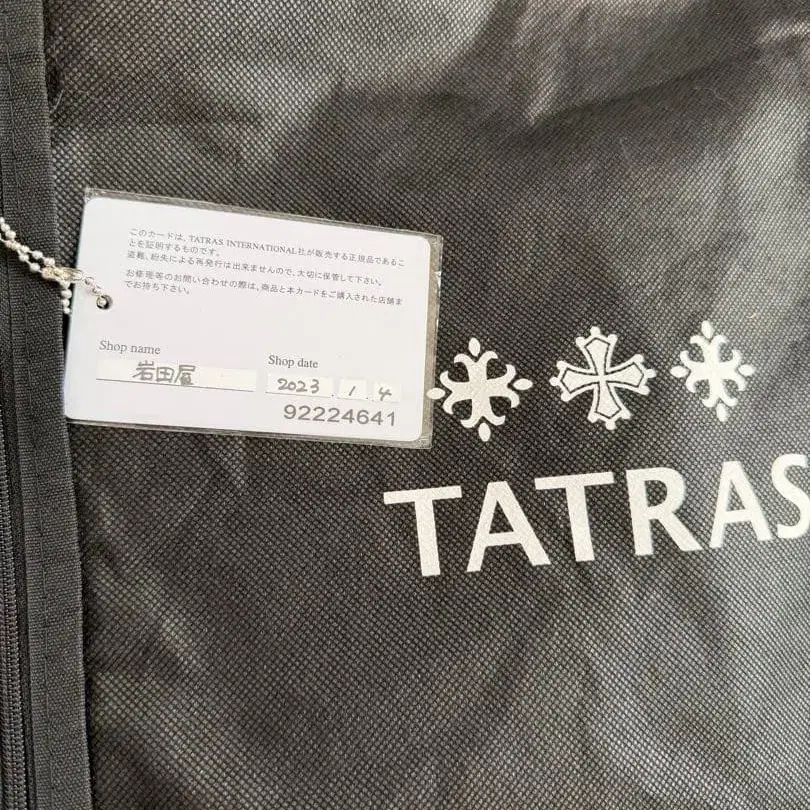 このカードは、TATRAS INTERNATIONAL社が販売する正規品であるこ
とを証明するものです。
盗難、紛失による再発行は出来ませんので、大切に保管して下さい。
お修理等のお問い合わせの際は、商品と本カードをご購入された店舗ま
でお持ち下さい。
Shop name
岩田屋
Shop date
2023 1 4
92224641
TATRAS